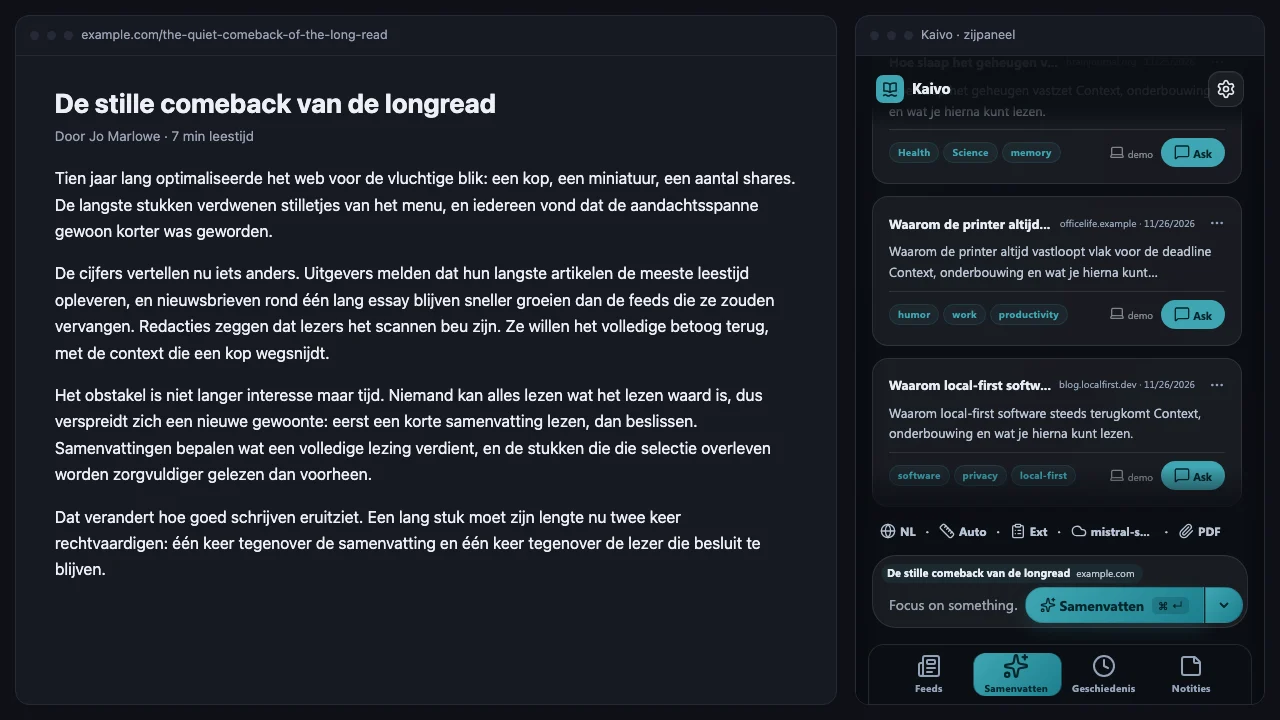 example.com/the-quiet-comeback-of-the-long-read
De stille comeback van de longread
Door Jo Marlowe · 7 min leestijd
Tien jaar lang optimaliseerde het web voor de vluchtige blik: een kop, een miniatuur, een aantal shares.
De langste stukken verdwenen stilletjes van het menu, en iedereen vond dat de aandachtsspanne
gewoon korter was geworden.
De cijfers vertellen nu iets anders. Uitgevers melden dat hun langste artikelen de meeste leestijd
opleveren, en nieuwsbrieven rond één lang essay blijven sneller groeien dan de feeds die ze zouden
vervangen. Redacties zeggen dat lezers het scannen beu zijn. Ze willen het volledige betoog terug,
met de context die een kop wegsnijdt.
Het obstakel is niet langer interesse maar tijd. Niemand kan alles lezen wat het lezen waard is, dus
verspreidt zich een nieuwe gewoonte: eerst een korte samenvatting lezen, dan beslissen.
Samenvattingen bepalen wat een volledige lezing verdient, en de stukken die die selectie overleven
worden zorgvuldiger gelezen dan voorheen.
Dat verandert hoe goed schrijven eruitziet. Een lang stuk moet zijn lengte nu twee keer
rechtvaardigen: één keer tegenover de samenvatting en één keer tegenover de lezer die besluit te
blijven.
Kaivo · zijpaneel
Hoe slaap het geheugen v...
Kaivo
het geheugen vastzet Context, onderbouwing
en wat je hierna kunt lezen.
Health Science memory demo Ask
Waarom de printer altijd... officelife.example · 11/26/2026 ···
Waarom de printer altijd vastloopt vlak voor de deadline
Context, onderbouwing en wat je hierna kunt...
humor work productivity demo Ask
Waarom local-first softw... blog.localfirst.dev · 11/26/2026 ···
Waarom local-first software steeds terugkomt Context,
onderbouwing en wat je hierna kunt lezen.
software privacy local-first demo Ask
NL · Auto · Ext · mistral-s... · PDF
De stille comeback van de longread example.com
Focus on something. Samenvatten ⌘ ↵
Feeds Samenvatten Geschiedenis Notities